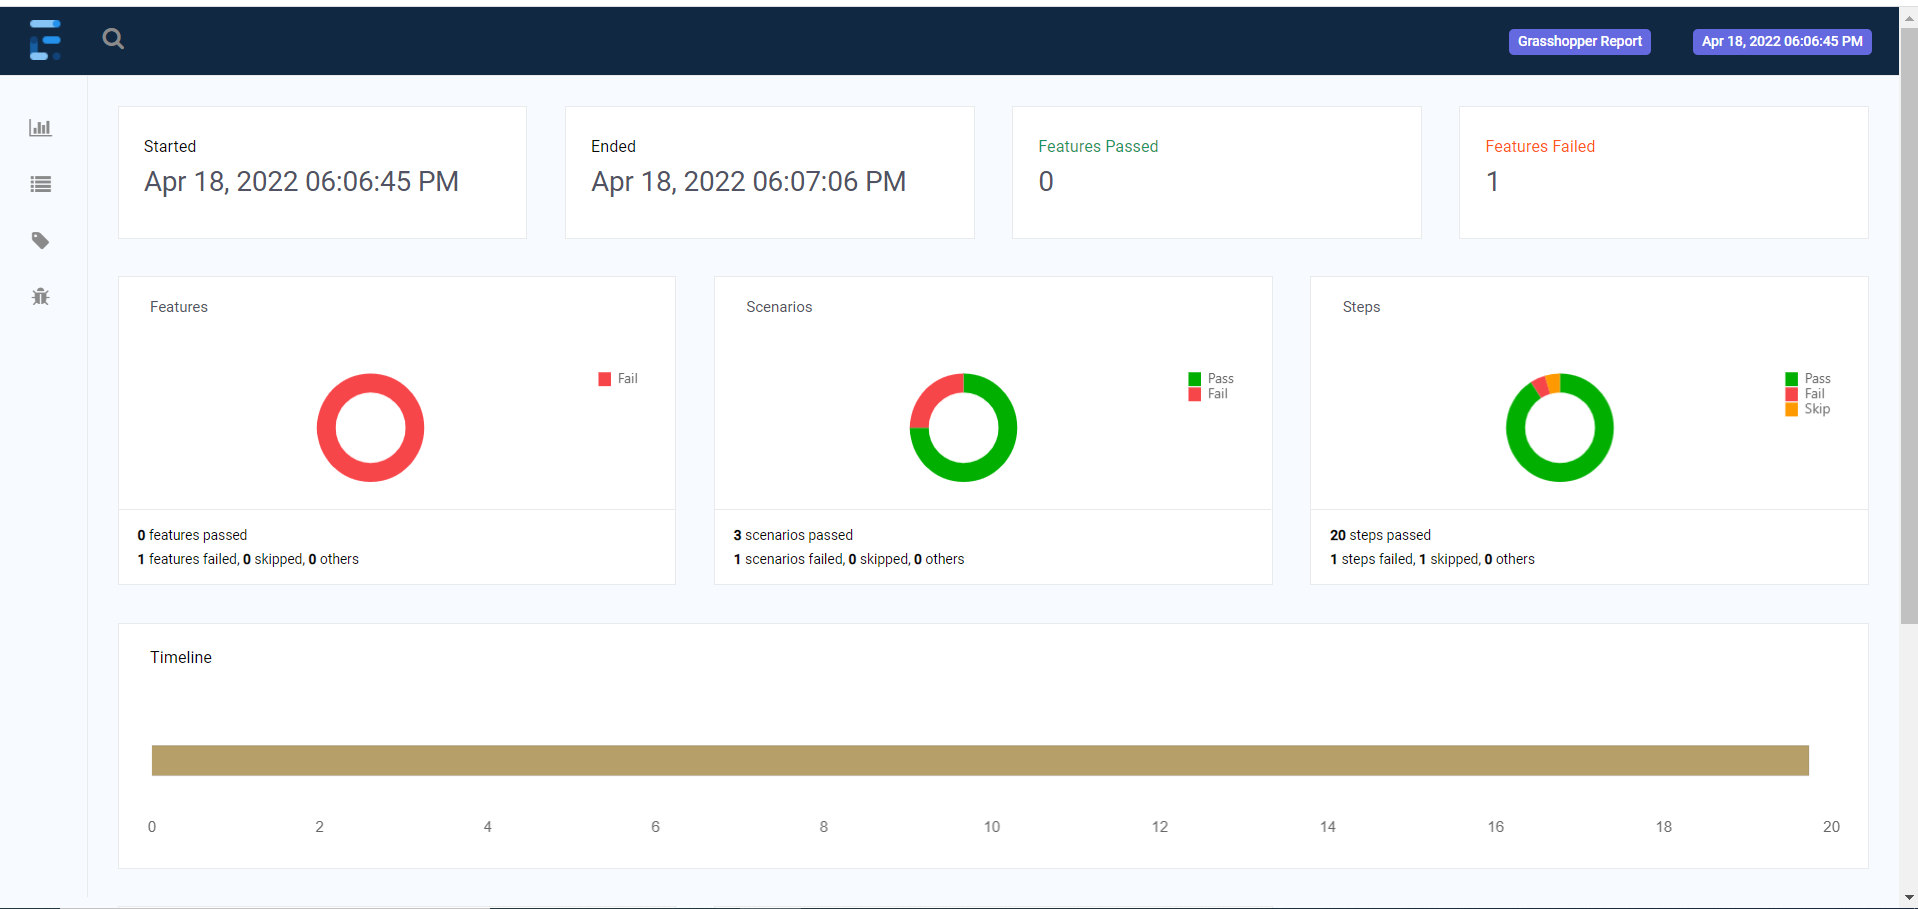 Grasshopper Report
Apr 18, 2022 06:06:45 PM
Started
Apr 18, 2022 06:06:45 PM
Ended
Apr 18, 2022 06:07:06 PM
Features Passed
0
Features Failed
1
Features
Fail
0 features passed
1 features failed, 0 skipped, 0 others
Scenarios
Pass
Fail
3 scenarios passed
1 scenarios failed, 0 skipped, 0 others
Steps
Pass
Fail
Skip
20 steps passed
1 steps failed, 1 skipped, 0 others
Timeline
0 2 4 6 8 10 12 14 16 18 20